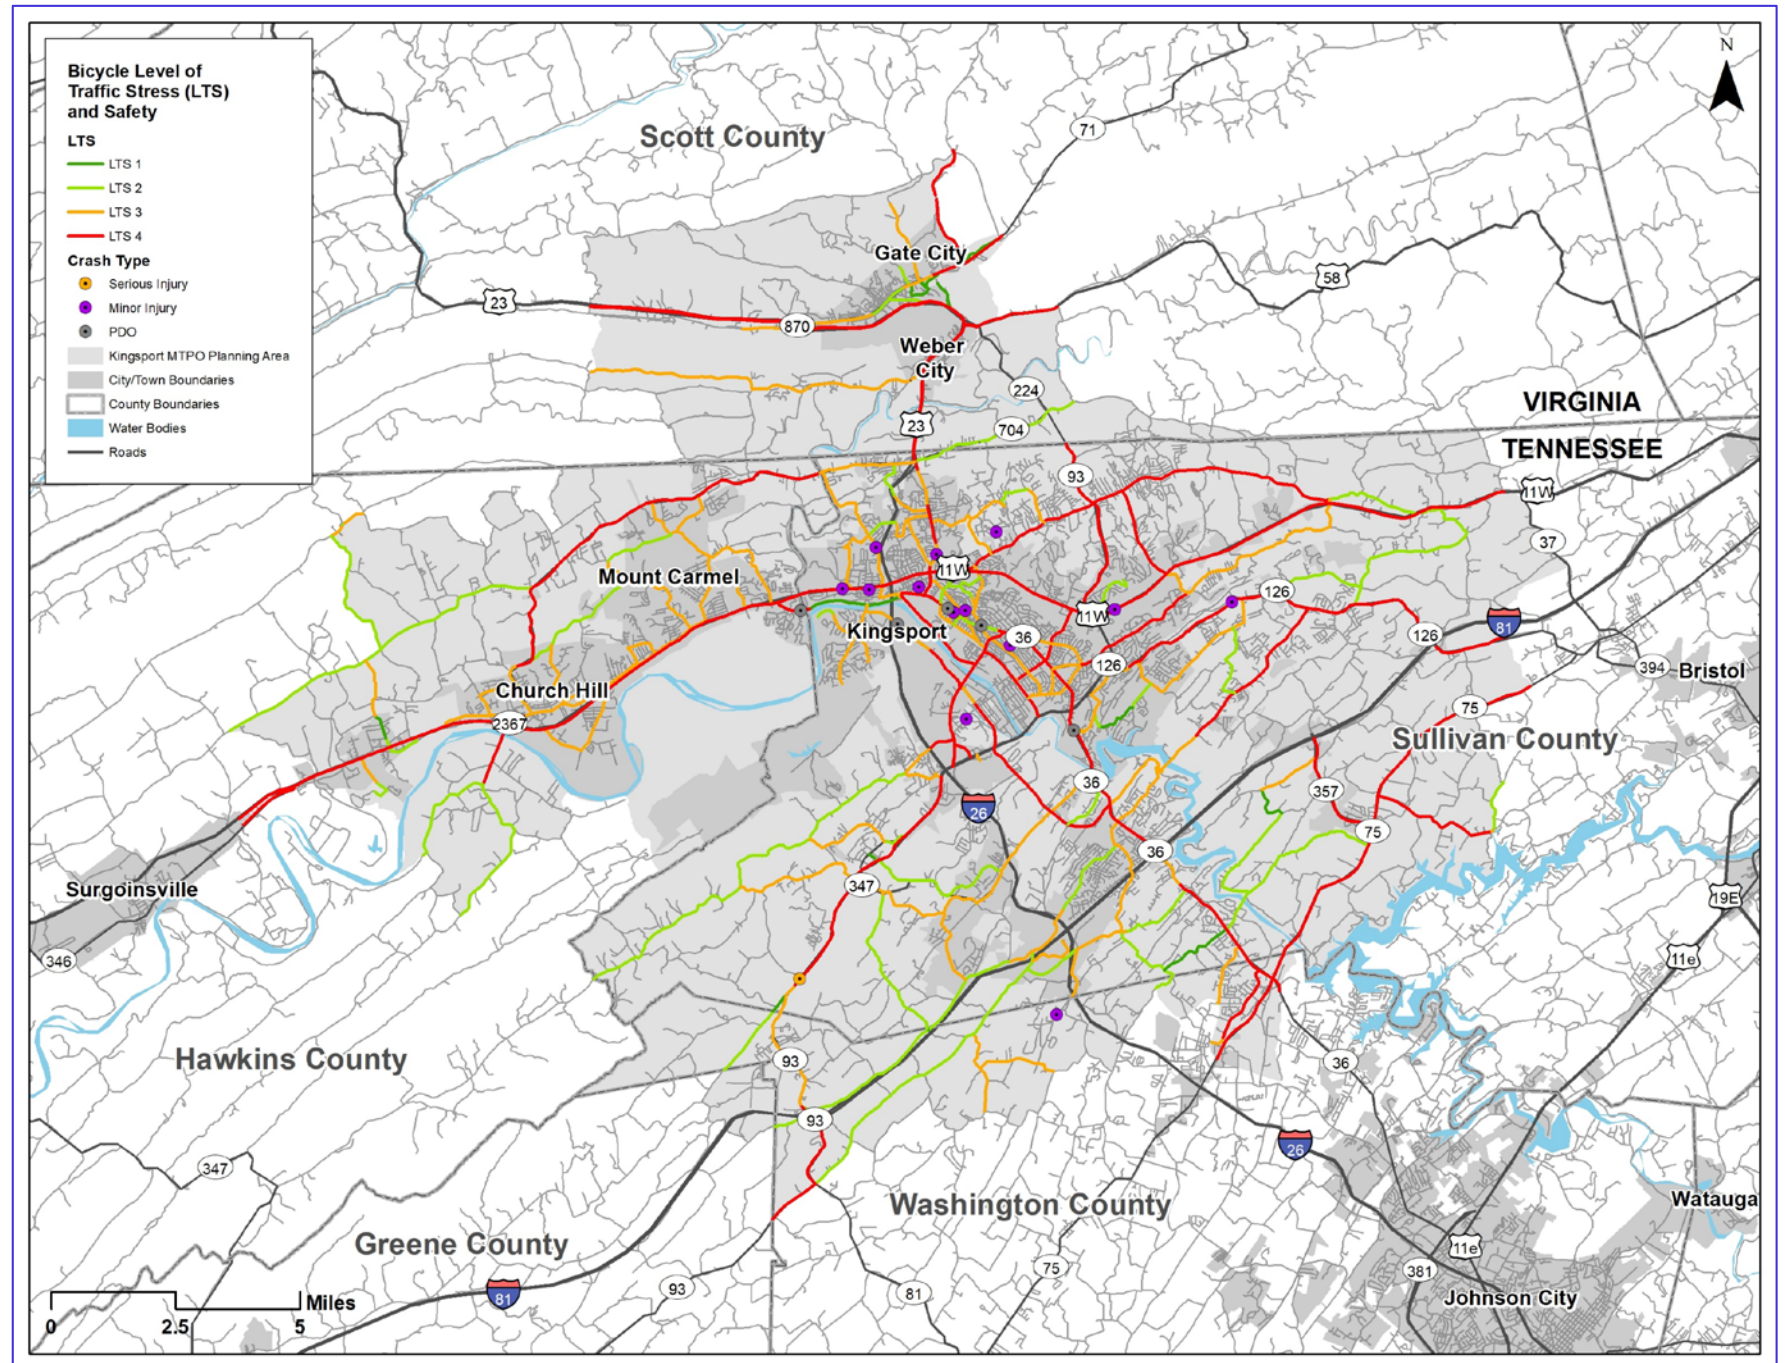 Bicycle Level of
Traffic Stress (LTS)
and Safety
LTS
LTS 1
LTS 2
LTS 3
LTS 4
Crash Type
Serious Injury
Minor Injury
PDO
Kingsport MTPO Planning Area
City/Town Boundaries
County Boundaries
Water Bodies
Roads
N
Scott County
71
Gate City
58
23
870
Weber
City
224
VIRGINIA
23
704
TENNESSEE
93
11W
37
Mount Carmel
11W
126
11W
81
Kingsport
36
126
126
394
Bristol
Church Hill
2367
75
Sullivan County
36
357
26
75
36
Surgoinsville
347
19E
346
11e
Hawkins County
93
36
93
26
347
Washington County
Watauga
Greene County
11e
75
381
93
81
81
Johnson City
Miles
0
2.5
5